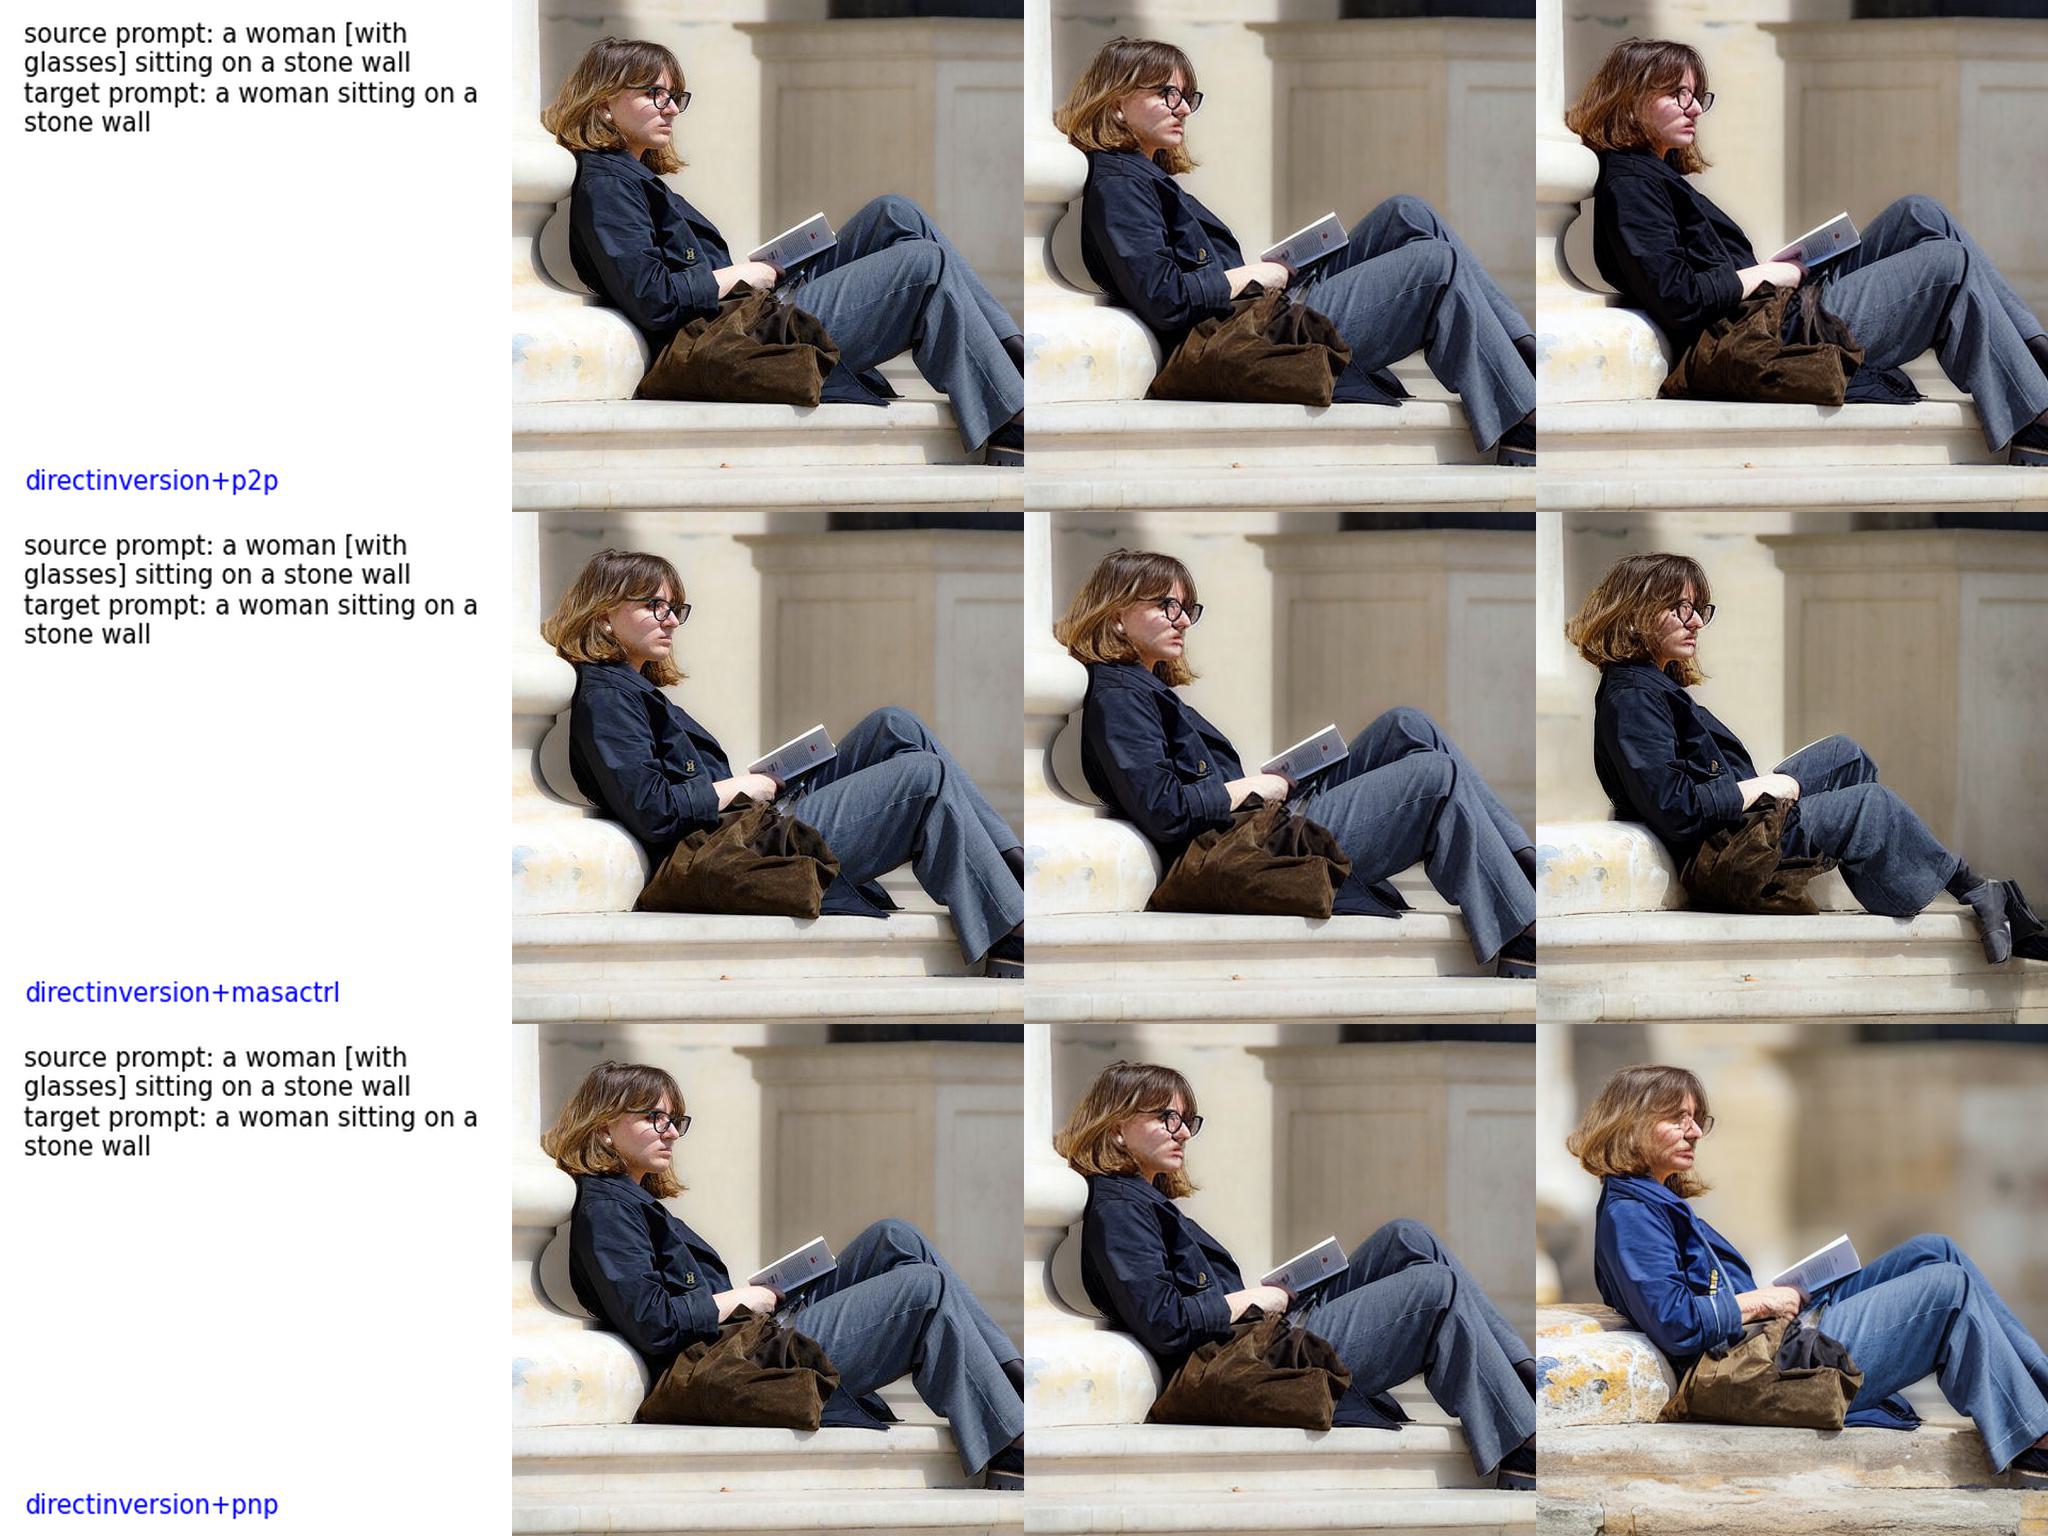 source prompt: a woman [with
glasses] sitting on a stone wall
target prompt: a woman sitting on a
stone wall
directinversion+p2p
source prompt: a woman [with
glasses] sitting on a stone wall
target prompt: a woman sitting on a
stone wall
directinversion+masactrl
source prompt: a woman [with
glasses] sitting on a stone wall
target prompt: a woman sitting on a
stone wall
directinversion+pnp